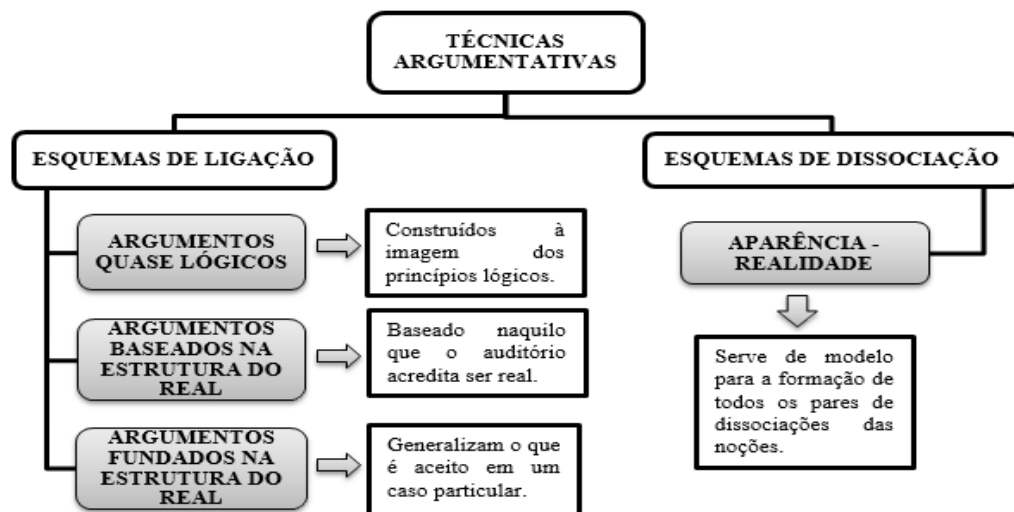 TÉCNICAS
ARGUMENTATIVAS
ESQUEMAS DE LIGAÇÃO
ARGUMENTOS
QUASE LÓGICOS
Construídos à
imagem dos
princípios lógicos.
ARGUMENTOS
BASEADOS NA
ESTRUTURA DO
REAL
Baseado naquilo
que o auditório
acredita ser real.
ARGUMENTOS
FUNDADOS NA
ESTRUTURA DO
REAL
Generalizam o que
é aceito em um
caso particular.
ESQUEMAS DE DISSOCIAÇÃO
APARÊNCIA -
REALIDADE
Serve de modelo
para a formação de
todos os pares de
dissociações das
noções.